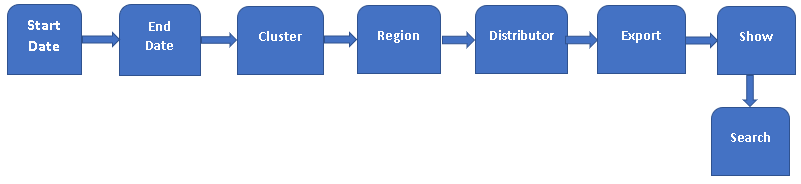 Start
Date
End
Date
Cluster
Region
Distributor
Export
Show
Search